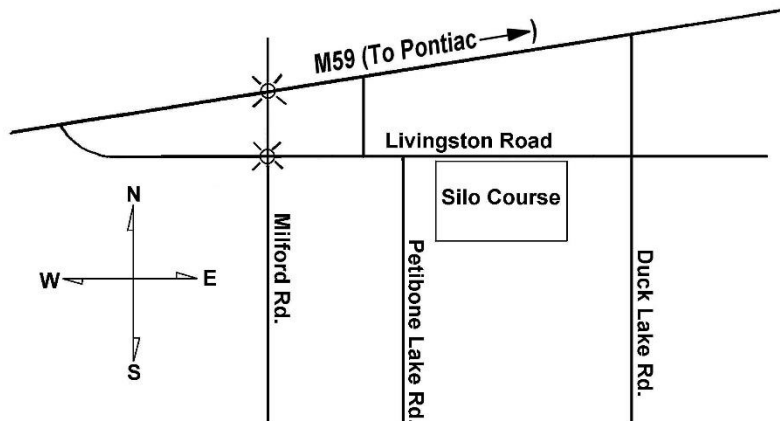 M59 (To Pontiac )
Livingston Road
Silo Course
N
W
E
S
Milford Rd.
Petibone Lake Rd.
Duck Lake Rd.